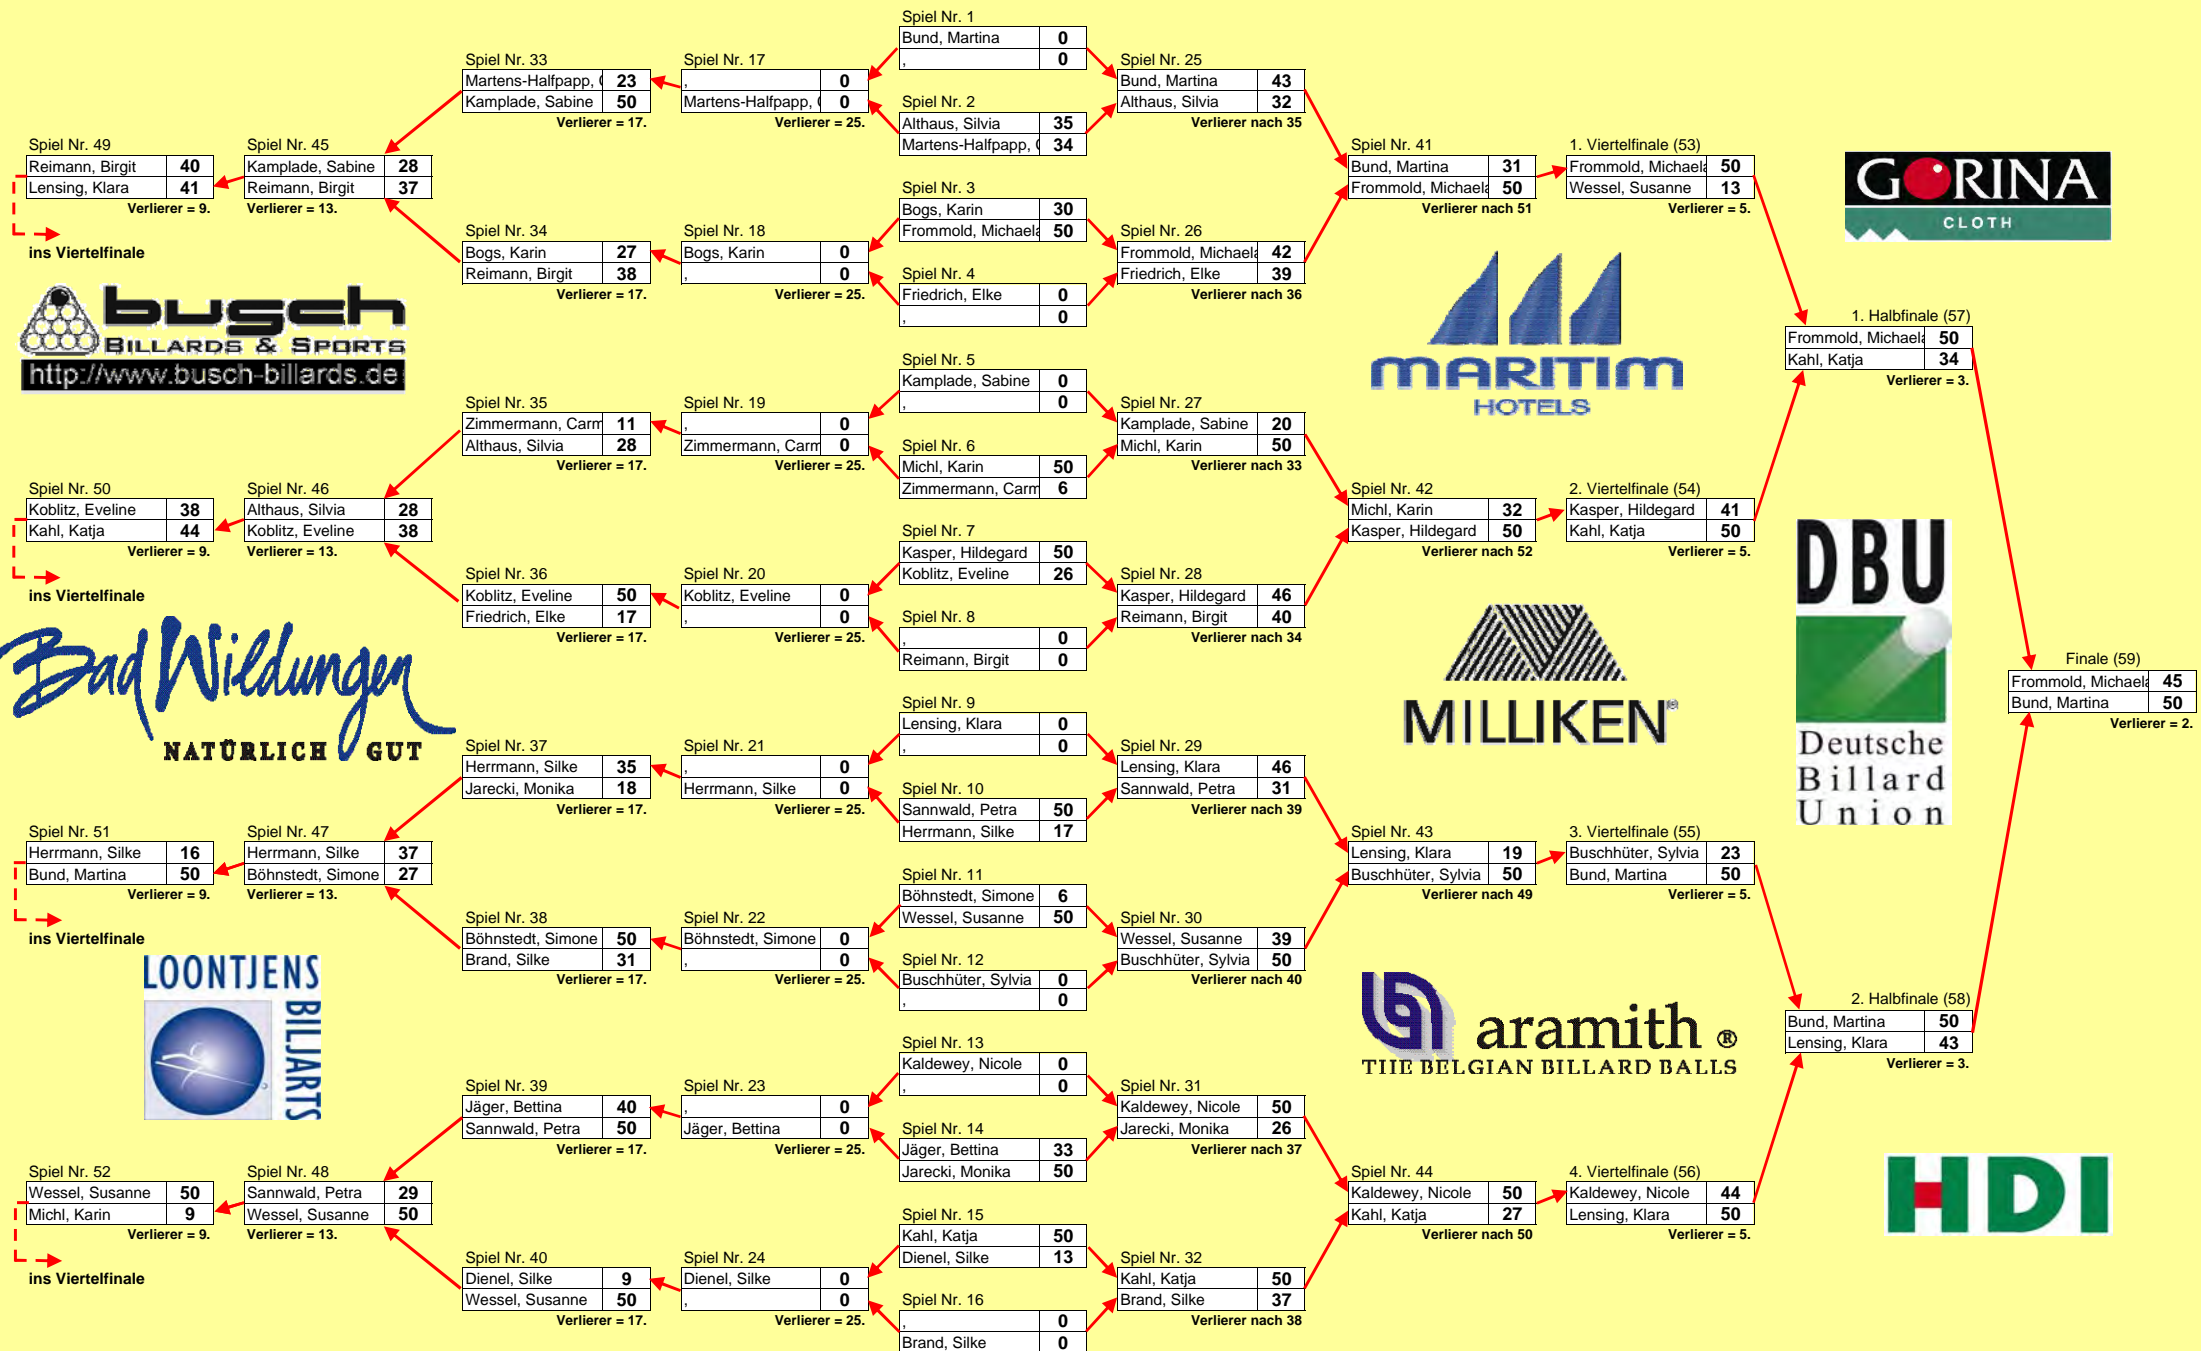 Spiel Nr. 49
Reimann, Birgit 40
Lensing, Klara 41
Verlierer = 9.
ins Viertelfinale
busch
BILLARDS & SPORTS
http://www.busch-billards.de
Spiel Nr. 50
Koblitz, Eveline 38
Kahl, Katja 44
Verlierer = 9.
ins Viertelfinale
Bad Wildungen
NATÜRLICH GUT
Spiel Nr. 51
Herrmann, Silke 16
Bund, Martina 50
Verlierer = 9.
ins Viertelfinale
LOONTJENS
BILJARTS
Spiel Nr. 52
Wessel, Susanne 50
Michl, Karin 9
Verlierer = 9.
ins Viertelfinale
Spiel Nr. 45
Kamplade, Sabine 28
Reimann, Birgit 37
Verlierer = 13.
Spiel Nr. 46
Althaus, Silvia 28
Koblitz, Eveline 38
Verlierer = 13.
Spiel Nr. 47
Herrmann, Silke 37
Böhnstedt, Simone 27
Verlierer = 13.
Spiel Nr. 48
Sannwald, Petra 29
Wessel, Susanne 50
Verlierer = 13.
Spiel Nr. 33
Martens-Halfpapp, 23
Kamplade, Sabine 50
Verlierer = 17.
Spiel Nr. 34
Bogs, Karin 27
Reimann, Birgit 38
Verlierer = 17.
Spiel Nr. 35
Zimmermann, Carm 11
Althaus, Silvia 28
Verlierer = 17.
Spiel Nr. 36
Koblitz, Eveline 50
Friedrich, Elke 17
Verlierer = 17.
Spiel Nr. 37
Herrmann, Silke 35
Jarecki, Monika 18
Verlierer = 17.
Spiel Nr. 38
Böhnstedt, Simone 50
Brand, Silke 31
Verlierer = 17.
Spiel Nr. 39
Jäger, Bettina 40
Sannwald, Petra 50
Verlierer = 17.
Spiel Nr. 40
Dienel, Silke 9
Wessel, Susanne 50
Verlierer = 17.
Spiel Nr. 17
, 0
Martens-Halfpapp, 0
Verlierer = 25.
Spiel Nr. 18
Bogs, Karin 0
, 0
Verlierer = 25.
Spiel Nr. 19
, 0
Zimmermann, Carm 0
Verlierer = 25.
Spiel Nr. 20
Koblitz, Eveline 0
, 0
Verlierer = 25.
Spiel Nr. 21
, 0
Herrmann, Silke 0
Verlierer = 25.
Spiel Nr. 22
Böhnstedt, Simone 0
, 0
Verlierer = 25.
Spiel Nr. 23
, 0
Jäger, Bettina 0
Verlierer = 25.
Spiel Nr. 24
Dienel, Silke 0
, 0
Verlierer = 25.
Spiel Nr. 1
Bund, Martina 0
, 0
Spiel Nr. 2
Althaus, Silvia 35
Martens-Halfpapp, 34
Spiel Nr. 3
Bogs, Karin 30
Frommold, Michaela 50
Spiel Nr. 4
Friedrich, Elke 0
, 0
Spiel Nr. 5
Kamplade, Sabine 0
, 0
Spiel Nr. 6
Michl, Karin 50
Zimmermann, Carm 6
Spiel Nr. 7
Kasper, Hildegard 50
Koblitz, Eveline 26
Spiel Nr. 8
, 0
Reimann, Birgit 0
Spiel Nr. 9
Lensing, Klara 0
, 0
Spiel Nr. 10
Sannwald, Petra 50
Herrmann, Silke 17
Spiel Nr. 11
Böhnstedt, Simone 6
Wessel, Susanne 50
Spiel Nr. 12
Buschhüter, Sylvia 0
, 0
Spiel Nr. 13
Kaldewey, Nicole 0
, 0
Spiel Nr. 14
Jäger, Bettina 33
Jarecki, Monika 50
Spiel Nr. 15
Kahl, Katja 50
Dienel, Silke 13
Spiel Nr. 16
, 0
Brand, Silke 0
Spiel Nr. 25
Bund, Martina 43
Althaus, Silvia 32
Verlierer nach 35
Spiel Nr. 26
Frommold, Michaela 42
Friedrich, Elke 39
Verlierer nach 36
Spiel Nr. 27
Kamplade, Sabine 20
Michl, Karin 50
Verlierer nach 33
Spiel Nr. 28
Kasper, Hildegard 46
Reimann, Birgit 40
Verlierer nach 34
Spiel Nr. 29
Lensing, Klara 46
Sannwald, Petra 31
Verlierer nach 39
Spiel Nr. 30
Wessel, Susanne 39
Buschhüter, Sylvia 50
Verlierer nach 40
Spiel Nr. 31
Kaldewey, Nicole 50
Jarecki, Monika 26
Verlierer nach 37
Spiel Nr. 32
Kahl, Katja 50
Brand, Silke 37
Verlierer nach 38
Spiel Nr. 41
Bund, Martina 31
Frommold, Michaela 50
Verlierer nach 51
MARITIM
HOTELS
Spiel Nr. 42
Michl, Karin 32
Kasper, Hildegard 50
Verlierer nach 52
MILLIKEN®
Spiel Nr. 43
Lensing, Klara 19
Buschhüter, Sylvia 50
Verlierer nach 49
aramith ®
THE BELGIAN BILLARD BALLS
Spiel Nr. 44
Kaldewey, Nicole 50
Kahl, Katja 27
Verlierer nach 50
1. Viertelfinale (53)
Frommold, Michaela 50
Wessel, Susanne 13
Verlierer = 5.
2. Viertelfinale (54)
Kasper, Hildegard 41
Kahl, Katja 50
Verlierer = 5.
3. Viertelfinale (55)
Buschhüter, Sylvia 23
Bund, Martina 50
Verlierer = 5.
4. Viertelfinale (56)
Kaldewey, Nicole 44
Lensing, Klara 50
Verlierer = 5.
GORINA
CLOTH
1. Halbfinale (57)
Frommold, Michaela 50
Kahl, Katja 34
Verlierer = 3.
DBU
Deutsche
Billard
Union
2. Halbfinale (58)
Bund, Martina 50
Lensing, Klara 43
Verlierer = 3.
HDI
Finale (59)
Frommold, Michaela 45
Bund, Martina 50
Verlierer = 2.